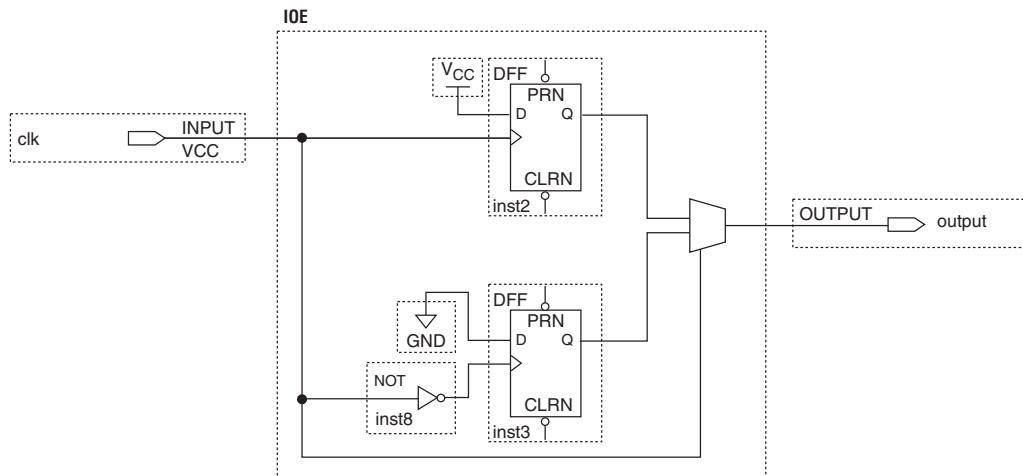 IOE
clk
INPUT
VCC
VCC
DFF
PRN
D
Q
CLRN
inst2
OUTPUT
output
GND
DFF
PRN
D
Q
CLRN
inst3
NOT
inst8